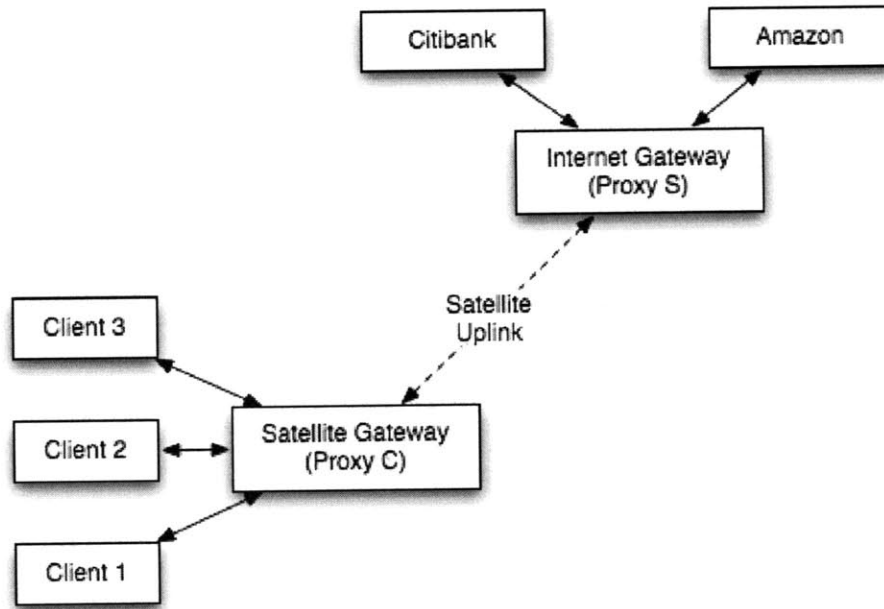 Citibank
Amazon
Internet Gateway
(Proxy S)
Satellite
Uplink
Client 3
Satellite Gateway
(Proxy C)
Client 2
Client 1